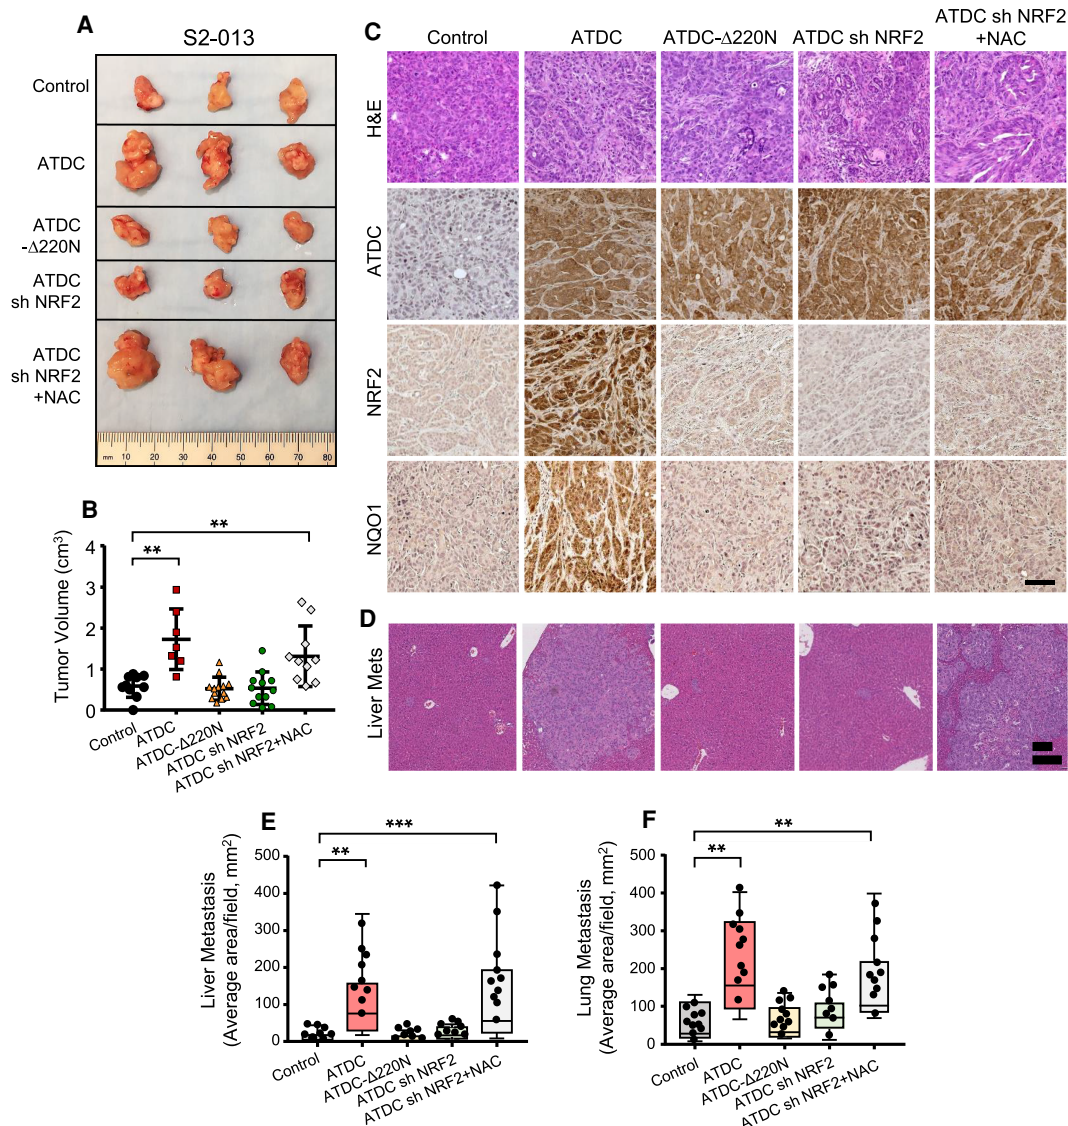 A
S2-013
Control
ATDC
ATDC
-Δ220N
ATDC
sh NRF2
ATDC
sh NRF2
+NAC
mm 10 20 30 40 50 60 70 80
B
Tumor Volume (cm³)
4
3
2
1
0
**
**
Control
ATDC
ATDC-Δ220N
ATDC sh NRF2
ATDC sh NRF2+NAC
C
Control
ATDC
ATDC-Δ220N
ATDC sh NRF2
ATDC sh NRF2
+NAC
H&E
ATDC
NRF2
NQO1
D
Liver Mets
E
Liver Metastasis
(Average area/field, mm²)
500
400
300
200
100
0
***
**
Control
ATDC
ATDC-Δ220N
ATDC sh NRF2
ATDC sh NRF2+NAC
F
Lung Metastasis
(Average area/field, mm²)
500
400
300
200
100
0
**
**
Control
ATDC
ATDC-Δ220N
ATDC sh NRF2
ATDC sh NRF2+NAC